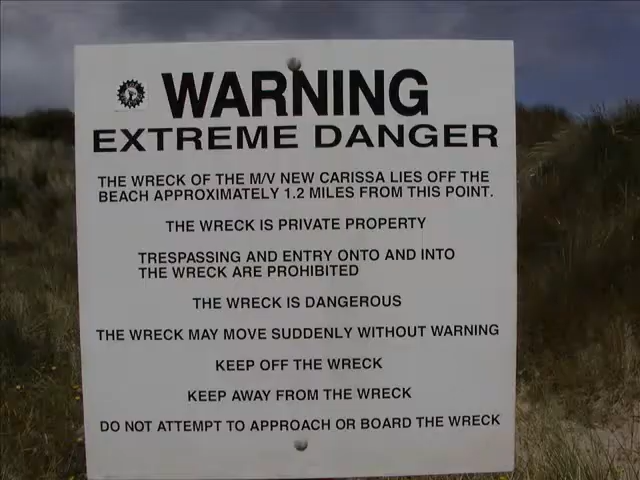 WARNING
EXTREME DANGER
THE WRECK OF THE M/V NEW CARISSA LIES OFF THE
BEACH APPROXIMATELY 1.2 MILES FROM THIS POINT.
THE WRECK IS PRIVATE PROPERTY
TRESPASSING AND ENTRY ONTO AND INTO
THE WRECK ARE PROHIBITED
THE WRECK IS DANGEROUS
THE WRECK MAY MOVE SUDDENLY WITHOUT WARNING
KEEP OFF THE WRECK
KEEP AWAY FROM THE WRECK
DO NOT ATTEMPT TO APPROACH OR BOARD THE WRECK